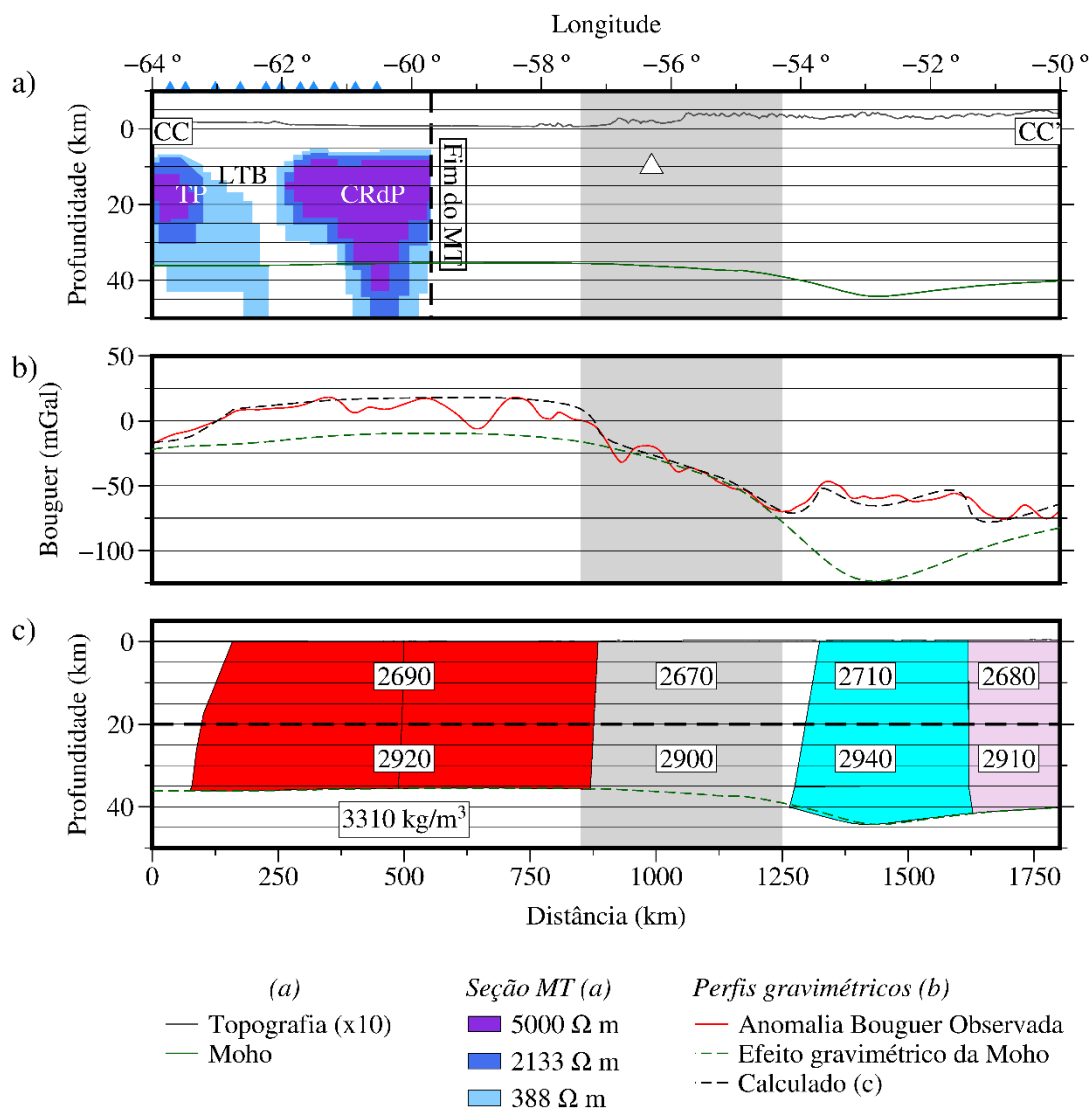 Longitude
−64 ° −62 ° −60 ° −58 ° −56 ° −54 ° −52 ° −50 °
a)
Profundidade (km)
0
20
40
CC
CC'
LTB
TP
CRdP
Fim do MT
b)
Bouguer (mGal)
50
0
−50
−100
c)
Profundidade (km)
0
20
40
2690 2670 2710 2680
2920 2900 2940 2910
3310 kg/m³
0 250 500 750 1000 1250 1500 1750
Distância (km)
(a)
Topografia (x10)
Moho
Seção MT (a)
5000 Ω m
2133 Ω m
388 Ω m
Perfis gravimétricos (b)
Anomalia Bouguer Observada
Efeito gravimétrico da Moho
Calculado (c)